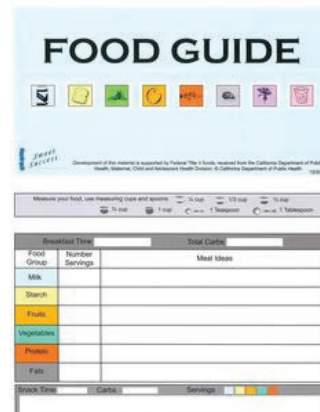 FOOD GUIDE
Sweet
Success
Development of this material is supported by Federal Title V funds, received from the California Department of Publ
Health, Maternal, Child and Adolescent Health Division, © California Department of Public Health
Measure your food, use measuring cups and spoons: ¼ cup 1/3 cup ½ cup
¾ cup 1 cup 1 Teaspoon 1 Tablespoon
Breakfast Time: Total Carbs:
Food Group Number Servings Meal Ideas
Milk
Starch
Fruits
Vegetables
Protein
Fats
Snack Time Carbs Servings